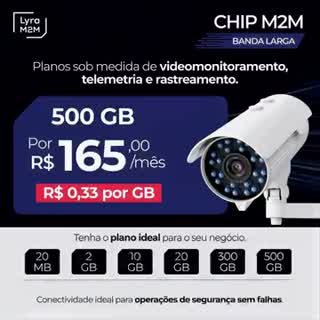 Lyra
M2M
CHIP M2M
BANDA LARGA
Planos sob medida de videomonitoramento,
telemetria e rastreamento.
500 GB
Por
R$ 165,00
/mês
R$ 0,33 por GB
Tenha o plano ideal para o seu negócio.
20 MB
2 GB
10 GB
20 GB
300 GB
500 GB
Conectividade ideal para operações de segurança sem falhas.